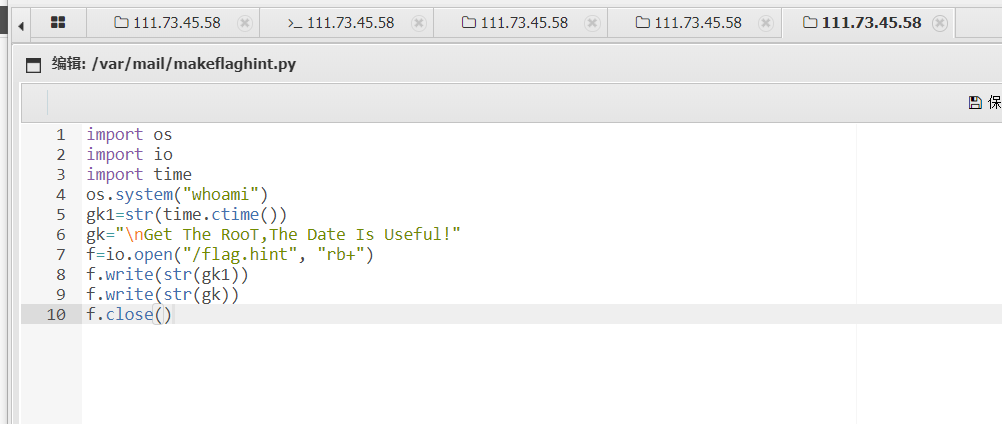 111.73.45.58 111.73.45.58 111.73.45.58 111.73.45.58 111.73.45.58
编辑: /var/mail/makeflaghint.py
保
1 import os
2 import io
3 import time
4 os.system("whoami")
5 gk1=str(time.ctime())
6 gk="\nGet The RooT,The Date Is Useful!"
7 f=io.open("/flag.hint", "rb+")
8 f.write(str(gk1))
9 f.write(str(gk))
10 f.close()